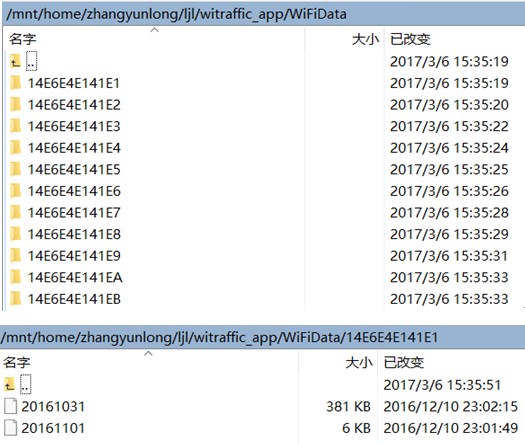 /mnt/home/zhangyunlong/ljl/witraffic_app/WiFiData
名字 大小 已改变
.. 2017/3/6 15:35:19
14E6E4E141E1 2017/3/6 15:35:19
14E6E4E141E2 2017/3/6 15:35:20
14E6E4E141E3 2017/3/6 15:35:22
14E6E4E141E4 2017/3/6 15:35:24
14E6E4E141E5 2017/3/6 15:35:25
14E6E4E141E6 2017/3/6 15:35:26
14E6E4E141E7 2017/3/6 15:35:28
14E6E4E141E8 2017/3/6 15:35:29
14E6E4E141E9 2017/3/6 15:35:31
14E6E4E141EA 2017/3/6 15:35:33
14E6E4E141EB 2017/3/6 15:35:33
/mnt/home/zhangyunlong/ljl/witraffic_app/WiFiData/14E6E4E141E1
名字 大小 已改变
.. 2017/3/6 15:35:51
20161031 381 KB 2016/12/10 23:02:15
20161101 6 KB 2016/12/10 23:01:49